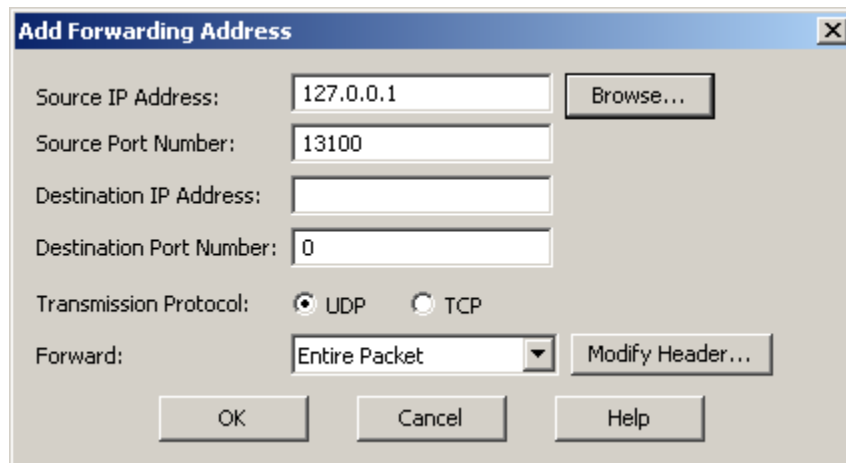 Add Forwarding Address
Source IP Address: 127.0.0.1 Browse...
Source Port Number: 13100
Destination IP Address:
Destination Port Number: 0
Transmission Protocol: UDP TCP
Forward: Entire Packet Modify Header...
OK Cancel Help